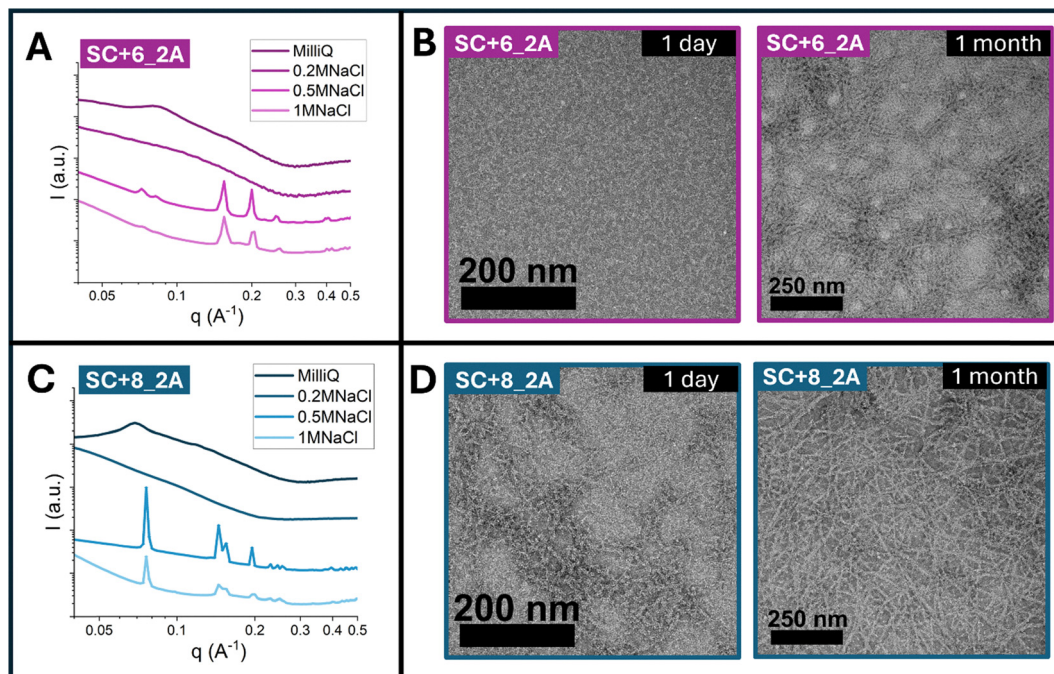 A
SC+6_2A
MilliQ
0.2MNaCl
0.5MNaCl
1MNaCl
I (a.u.)
0.05 0.1 0.2 0.3 0.4 0.5
q (A⁻¹)
B
SC+6_2A
1 day
200 nm
SC+6_2A
1 month
250 nm
C
SC+8_2A
MilliQ
0.2MNaCl
0.5MNaCl
1MNaCl
I (a.u.)
0.05 0.1 0.2 0.3 0.4 0.5
q (A⁻¹)
D
SC+8_2A
1 day
200 nm
SC+8_2A
1 month
250 nm